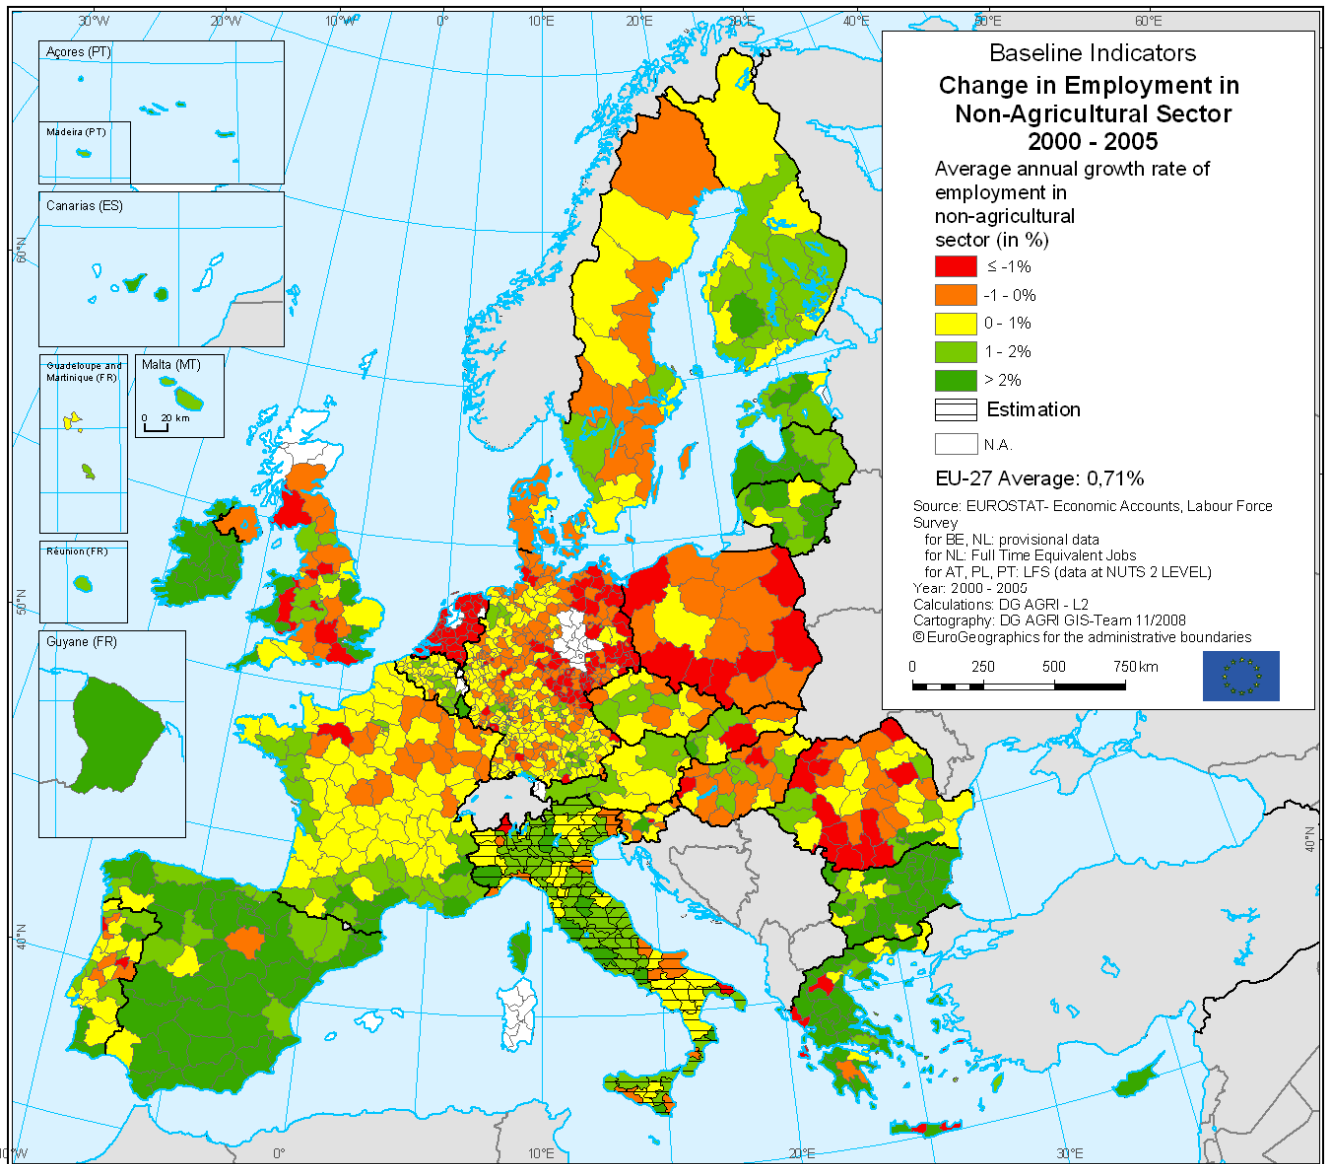 30°W
20°W
10°W
0°
10°E
20°E
30°E
40°E
50°E
60°E
Açores (PT)
Madeira (PT)
Canarias (ES)
Guadeloupe and
Martinique (FR)
Malta (MT)
0 20 km
Réunion (FR)
Guyane (FR)
Baseline Indicators
Change in Employment in
Non-Agricultural Sector
2000 - 2005
Average annual growth rate of
employment in
non-agricultural
sector (in %)
≤ -1%
-1 - 0%
0 - 1%
1 - 2%
> 2%
Estimation
N.A.
EU-27 Average: 0,71%
Source: EUROSTAT- Economic Accounts, Labour Force
Survey
for BE, NL: provisional data
for NL: Full Time Equivalent Jobs
for AT, PL, PT: LFS (data at NUTS 2 LEVEL)
Year: 2000 - 2005
Calculations: DG AGRI - L2
Cartography: DG AGRI GIS-Team 11/2008
© EuroGeographics for the administrative boundaries
0 250 500 750 km
60°N
50°N
40°N
40°N
10°W
0°
10°E
20°E
30°E